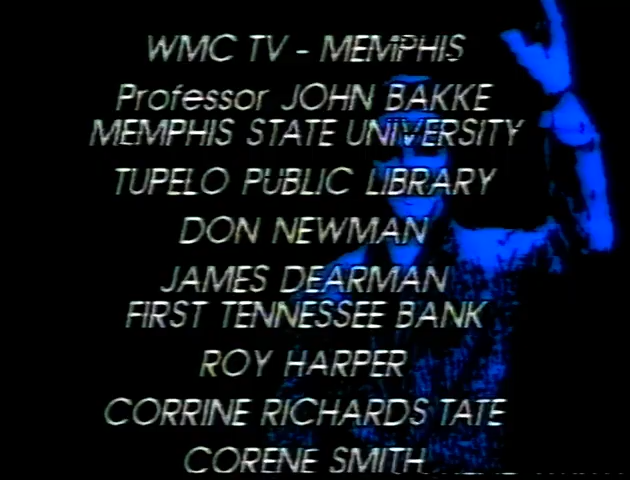 WMC TV - MEMPHIS
Professor JOHN BAKKE
MEMPHIS STATE UNIVERSITY
TUPELO PUBLIC LIBRARY
DON NEWMAN
JAMES DEARMAN
FIRST TENNESSEE BANK
ROY HARPER
CORRINE RICHARDS TATE
CORENE SMITH